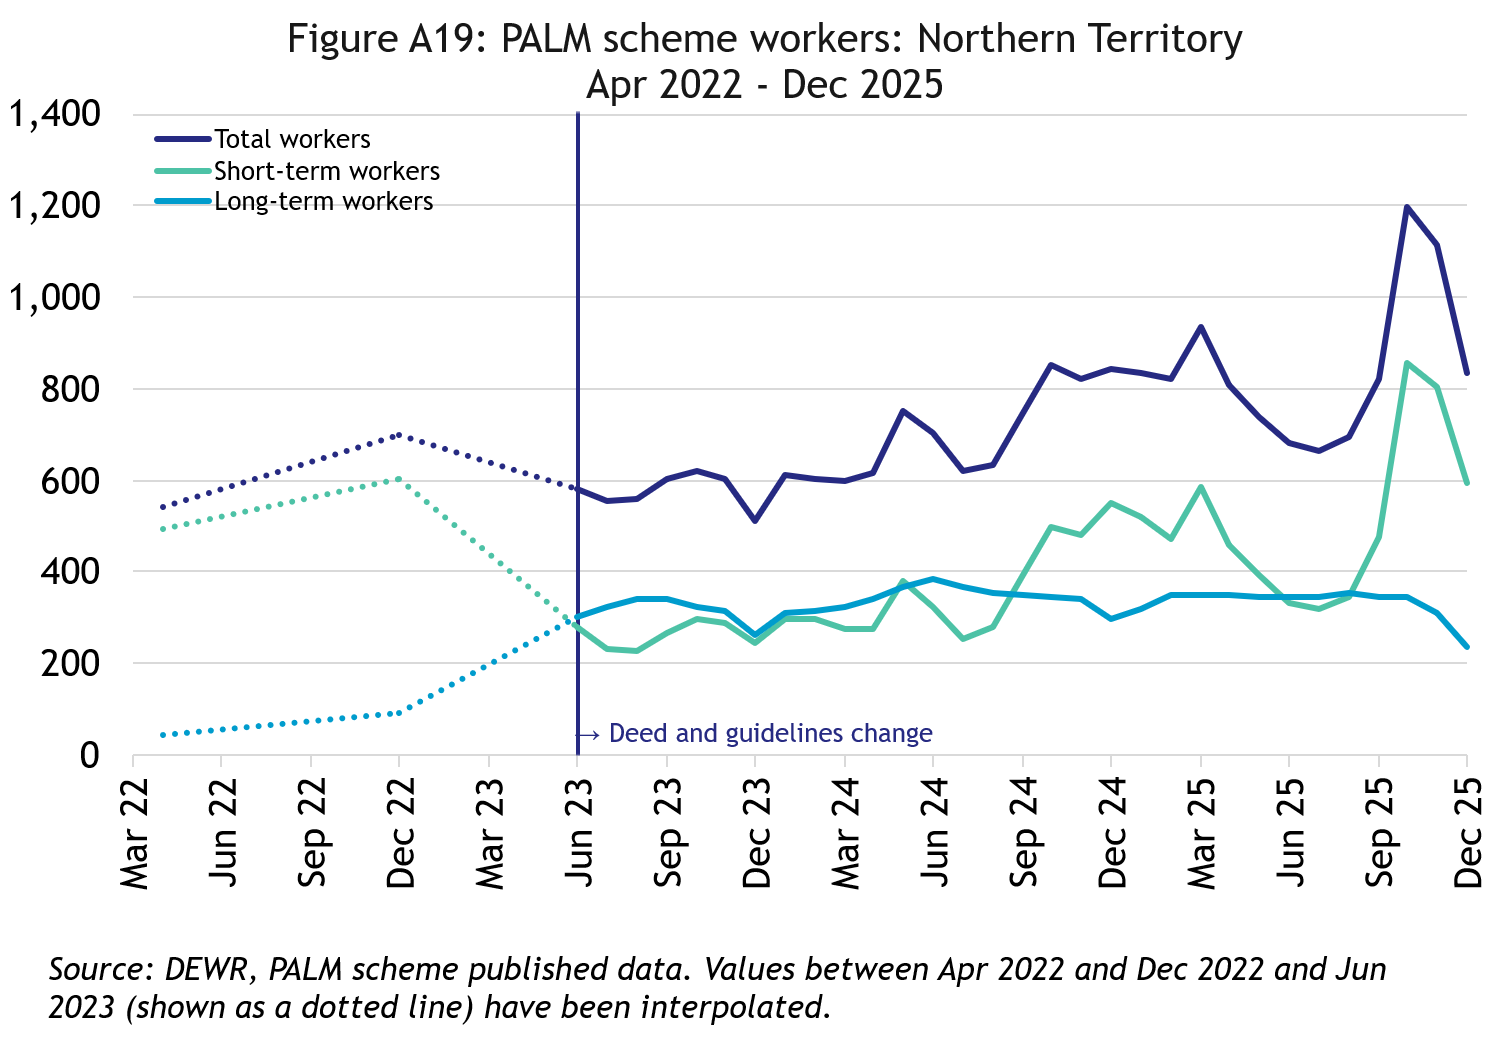 Figure A19: PALM scheme workers: Northern Territory
Apr 2022 - Dec 2025
1,400
1,200
1,000
800
600
400
200
0
Total workers
Short-term workers
Long-term workers
→ Deed and guidelines change
Mar 22
Jun 22
Sep 22
Dec 22
Mar 23
Jun 23
Sep 23
Dec 23
Mar 24
Jun 24
Sep 24
Dec 24
Mar 25
Jun 25
Sep 25
Dec 25
Source: DEWR, PALM scheme published data. Values between Apr 2022 and Dec 2022 and Jun
2023 (shown as a dotted line) have been interpolated.